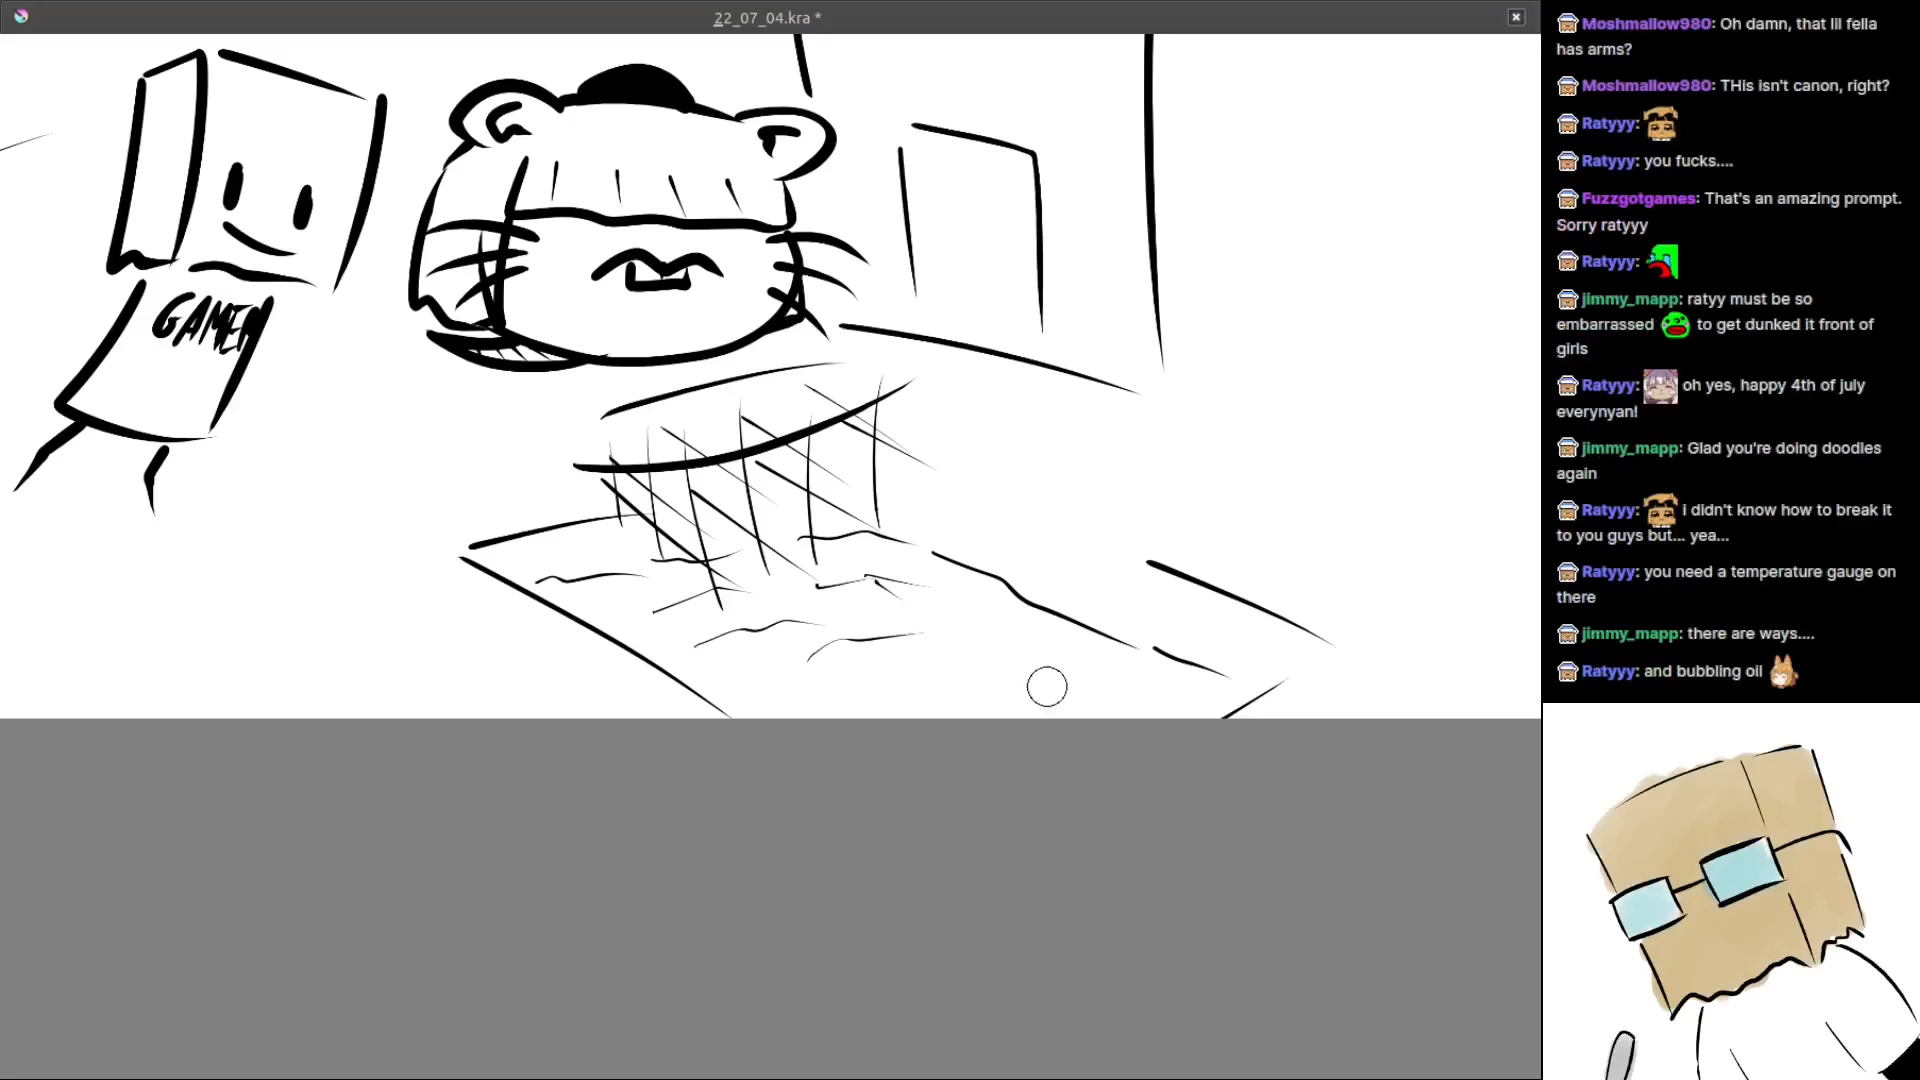 22_07_04.kra *
GAMER
Moshmallow980: Oh damn, that lil fella
has arms?
Moshmallow980: THis isn't canon, right?
Ratyyy:
Ratyyy: you fucks....
Fuzzgotgames: That's an amazing prompt.
Sorry ratyyy
Ratyyy:
jimmy_mapp: ratyy must be so
embarrassed to get dunked it front of
girls
Ratyyy: oh yes, happy 4th of july
everynyan!
jimmy_mapp: Glad you're doing doodles
again
Ratyyy: i didn't know how to break it
to you guys but... yea...
Ratyyy: you need a temperature gauge on
there
jimmy_mapp: there are ways....
Ratyyy: and bubbling oil